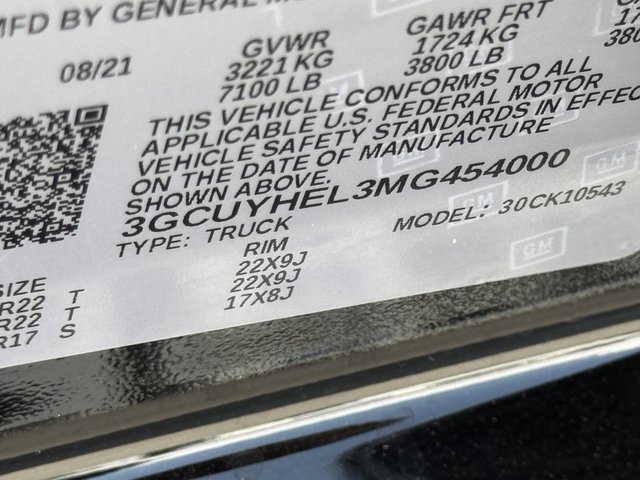 MFD BY GENERAL
08/21
GVWR
3221 KG
7100 LB
GAWR FRT
1724 KG
3800 LB
THIS VEHICLE CONFORMS TO ALL
APPLICABLE U.S. FEDERAL MOTOR
VEHICLE SAFETY STANDARDS IN EFFEC
ON THE DATE OF MANUFACTURE
SHOWN ABOVE.
3GCUYHEL3MG454000
TYPE: TRUCK MODEL: 30CK10543
SIZE RIM
R22 T 22X9J
R22 T 22X9J
R17 S 17X8J
GM